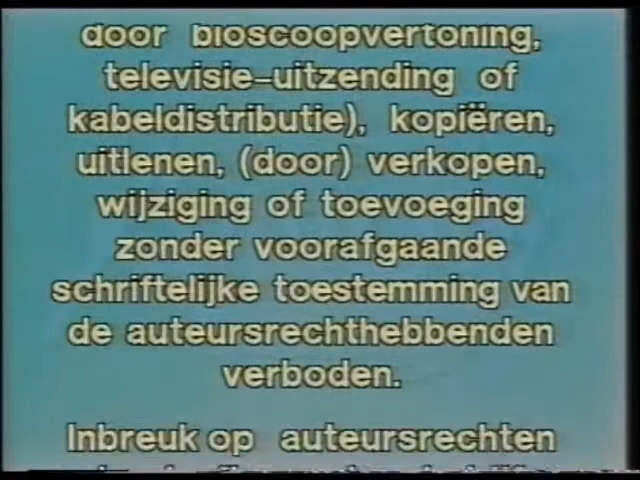 door bioscoopvertoning,
televisie-uitzending of
kabeldistributie), kopiëren,
uitlenen, (door) verkopen,
wijziging of toevoeging
zonder voorafgaande
schriftelijke toestemming van
de auteursrechthebbenden
verboden.
Inbreuk op auteursrechten